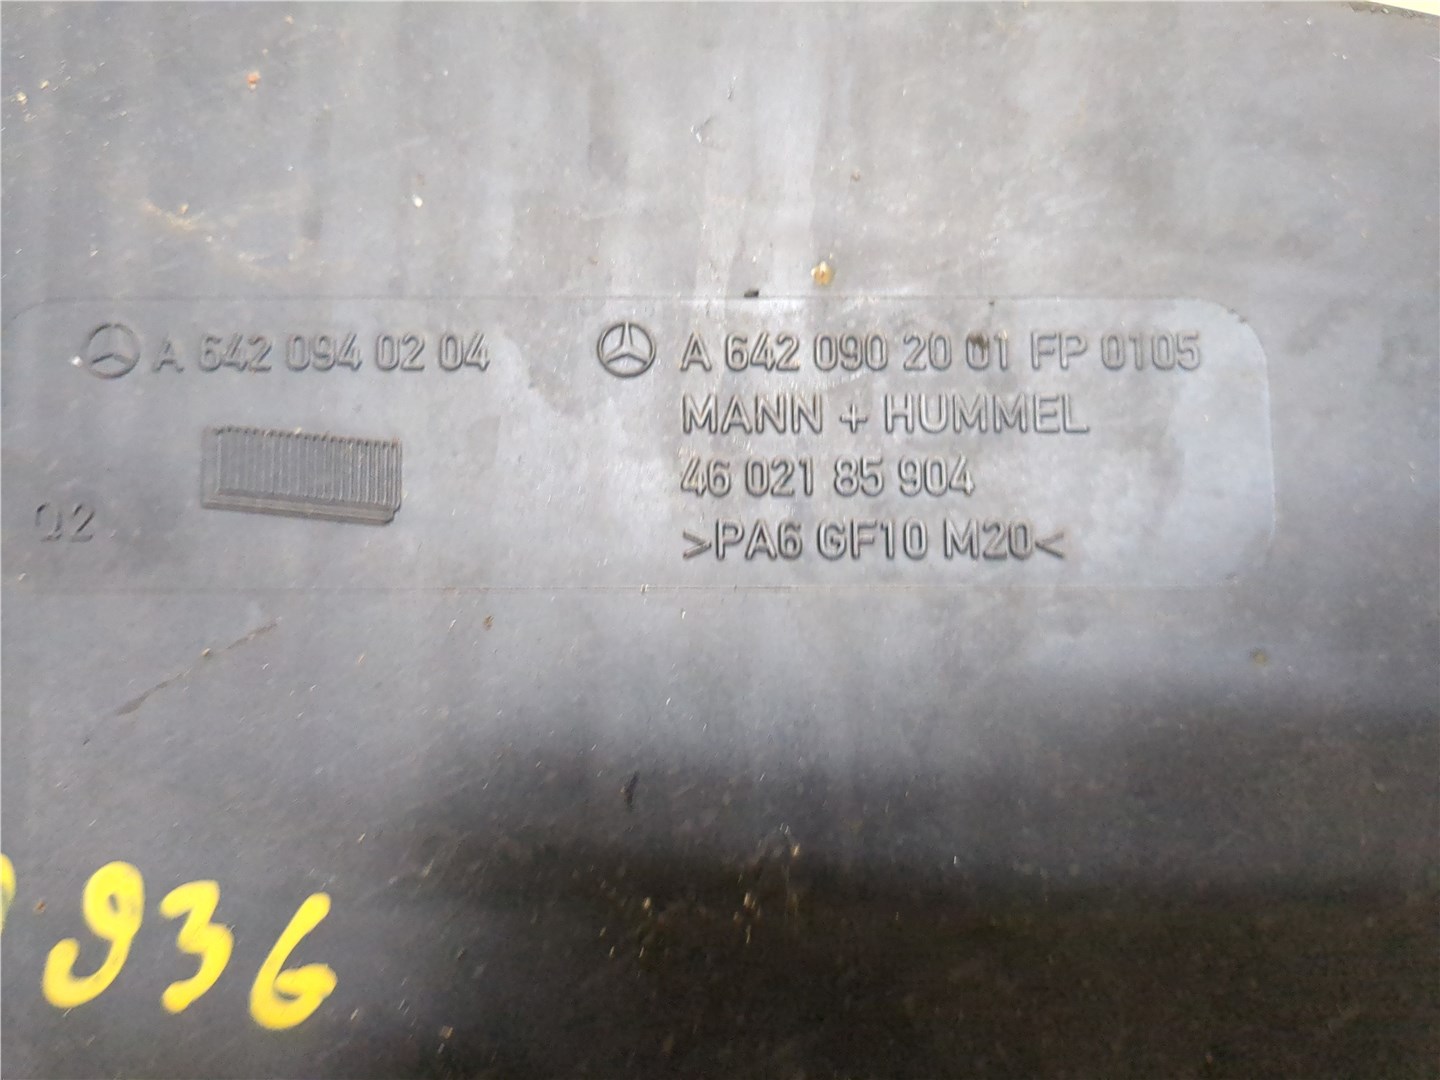 A 642 094 02 04
A 642 090 20 01 FP 0105
MANN + HUMMEL
46 021 85 904
>PA6 GF10 M20<
Q2
936